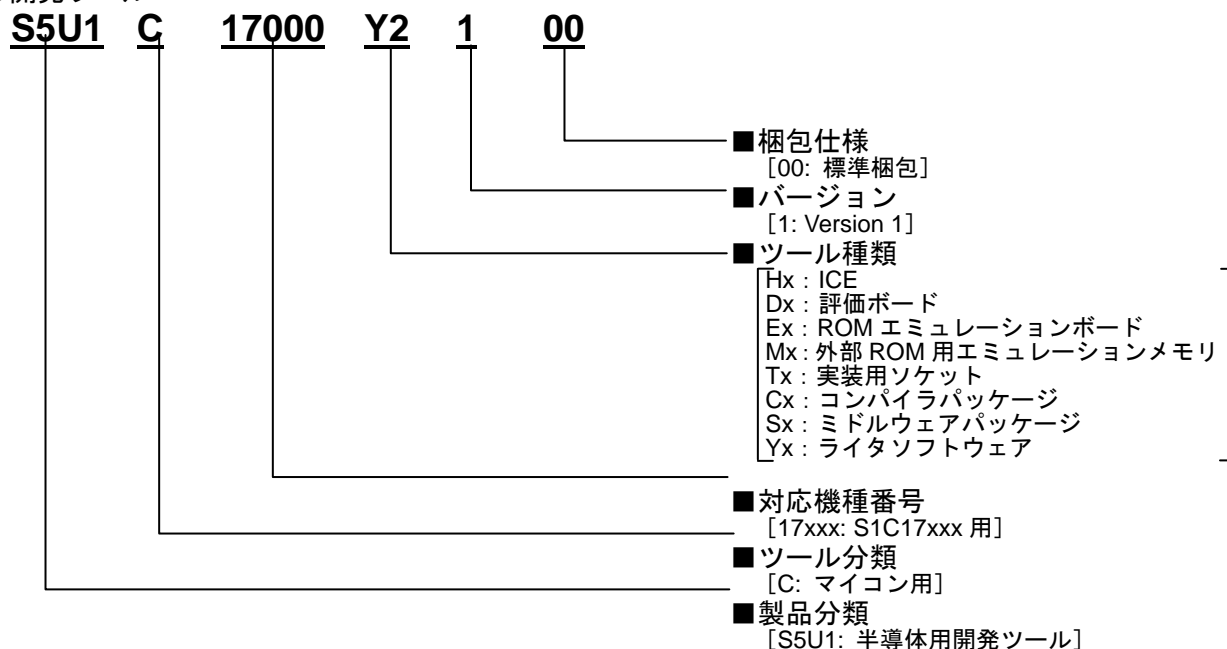 開発ツール
S5U1 C 17000 Y2 1 00
■梱包仕様
[00: 標準梱包]
■バージョン
[1: Version 1]
■ツール種類
Hx : ICE
Dx : 評価ボード
Ex : ROM エミュレーションボード
Mx : 外部 ROM 用エミュレーションメモリ
Tx : 実装用ソケット
Cx : コンパイラパッケージ
Sx : ミドルウェアパッケージ
Yx : ライタソフトウェア
■対応機種番号
[17xxx: S1C17xxx 用]
■ツール分類
[C: マイコン用]
■製品分類
[S5U1: 半導体用開発ツール]